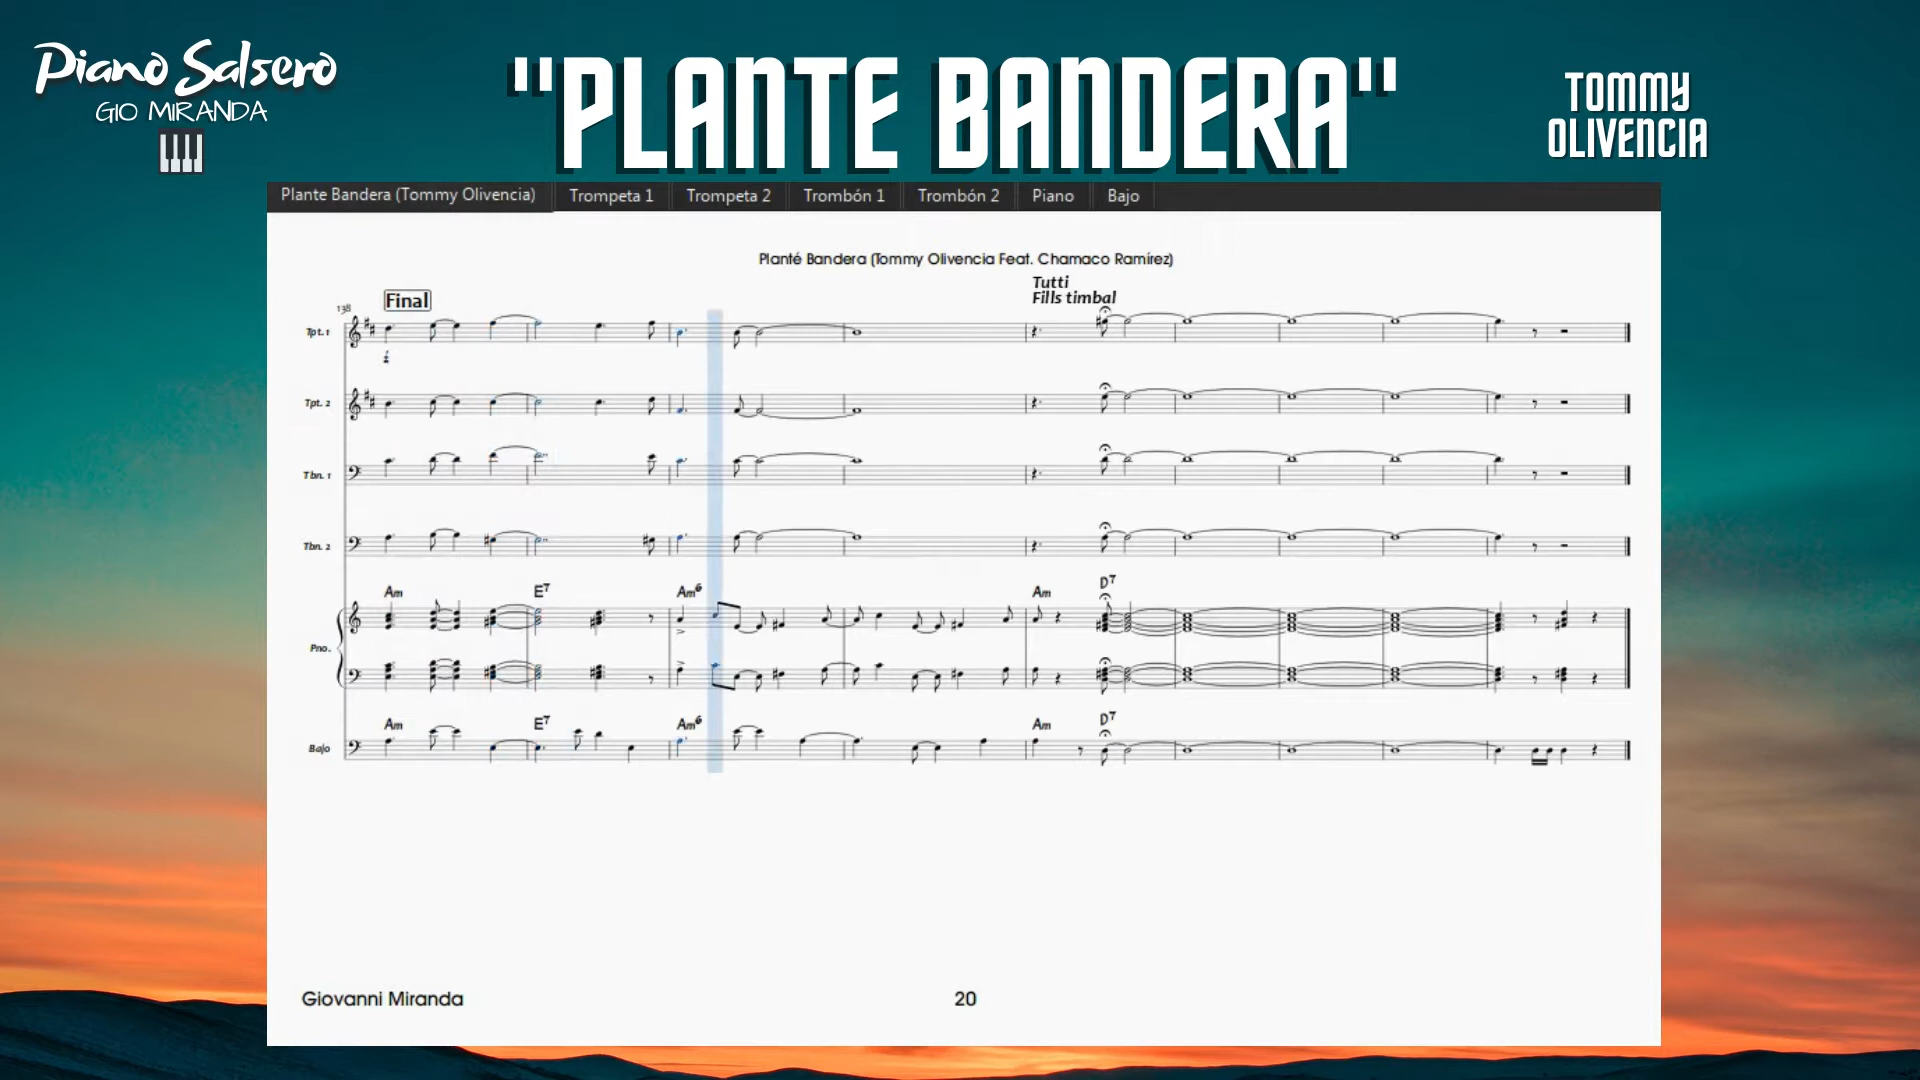 Piano Salsero
GIO MIRANDA
"PLANTE BANDERA"
TOMMY
OLIVENCIA
Plante Bandera (Tommy Olivencia)
Trompeta 1
Trompeta 2
Trombón 1
Trombón 2
Piano
Bajo
Planté Bandera (Tommy Olivencia Feat. Chamaco Ramírez)
Tutti
Fills timbal
138
Final
Tpt. 1
Tpt. 2
Tbn. 1
Tbn. 2
Am E7 Am6 Am D7
Pno.
Am E7 Am6 Am D7
Bajo
Giovanni Miranda
20